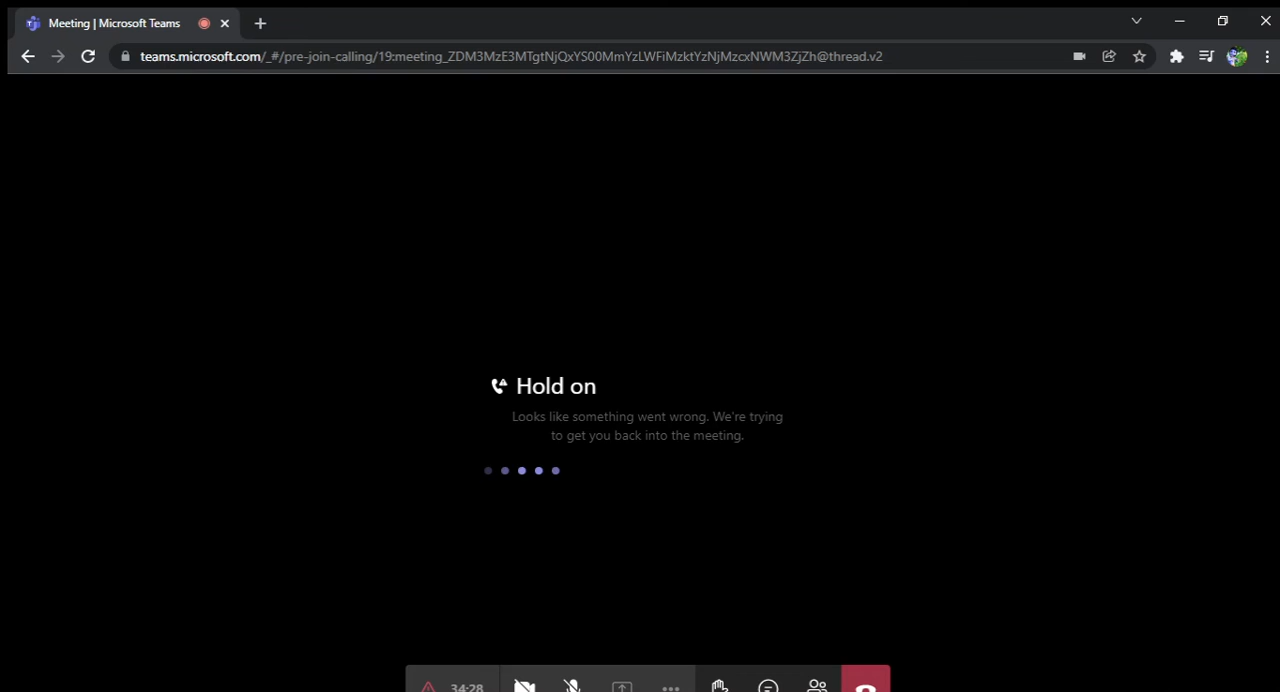 Meeting | Microsoft Teams
teams.microsoft.com/_#/pre-join-calling/19:meeting_ZDM3MzE3MTgtNjQxYS00MmYzLWFiMzktYzNjMzcxNWM3ZjZh@thread.v2
Hold on
Looks like something went wrong. We're trying
to get you back into the meeting.
34:28